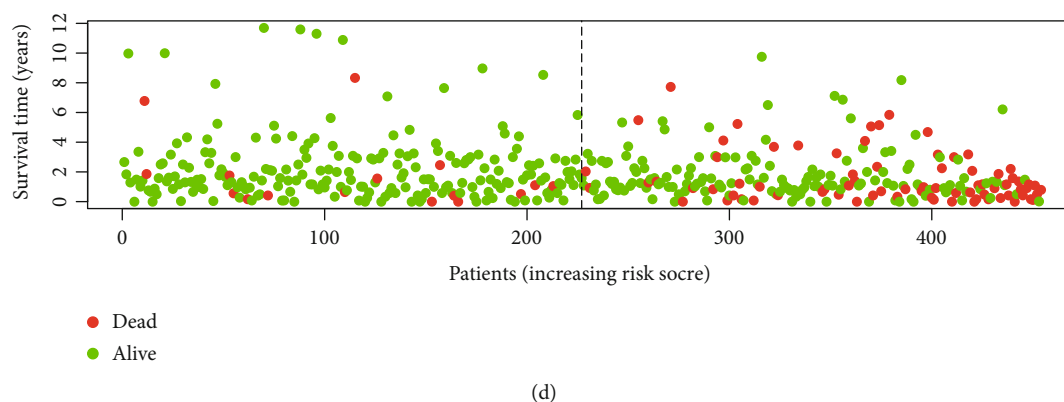 Survival time (years)
12
10
8
6
4
2
0
0
100
200
300
400
Patients (increasing risk socre)
Dead
Alive
(d)